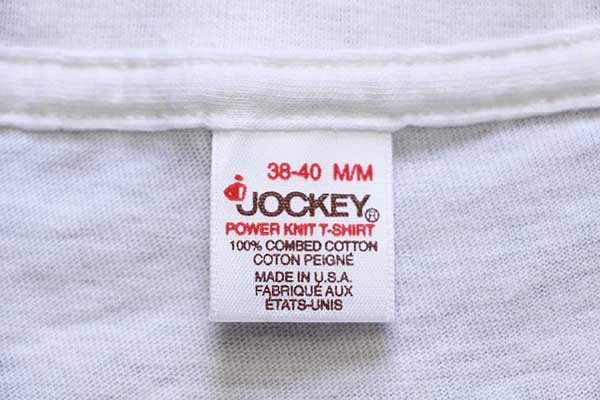 38-40 M/M
JOCKEY®
POWER KNIT T-SHIRT
100% COMBED COTTON
COTON PEIGNÉ
MADE IN U.S.A.
FABRIQUÉ AUX
ÉTATS-UNIS